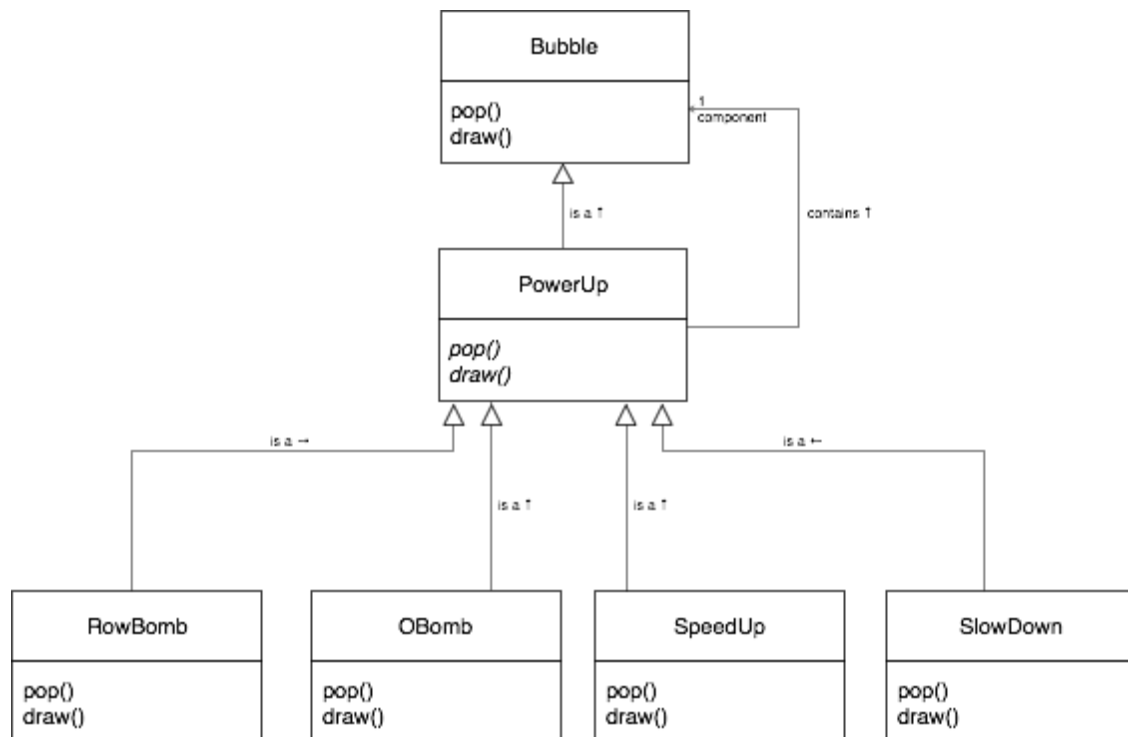 Bubble
pop()
draw()
1
component
is a ↑
contains ↑
PowerUp
pop()
draw()
is a →
is a ←
is a ↑
is a ↑
RowBomb
OBomb
SpeedUp
SlowDown
pop()
draw()
pop()
draw()
pop()
draw()
pop()
draw()